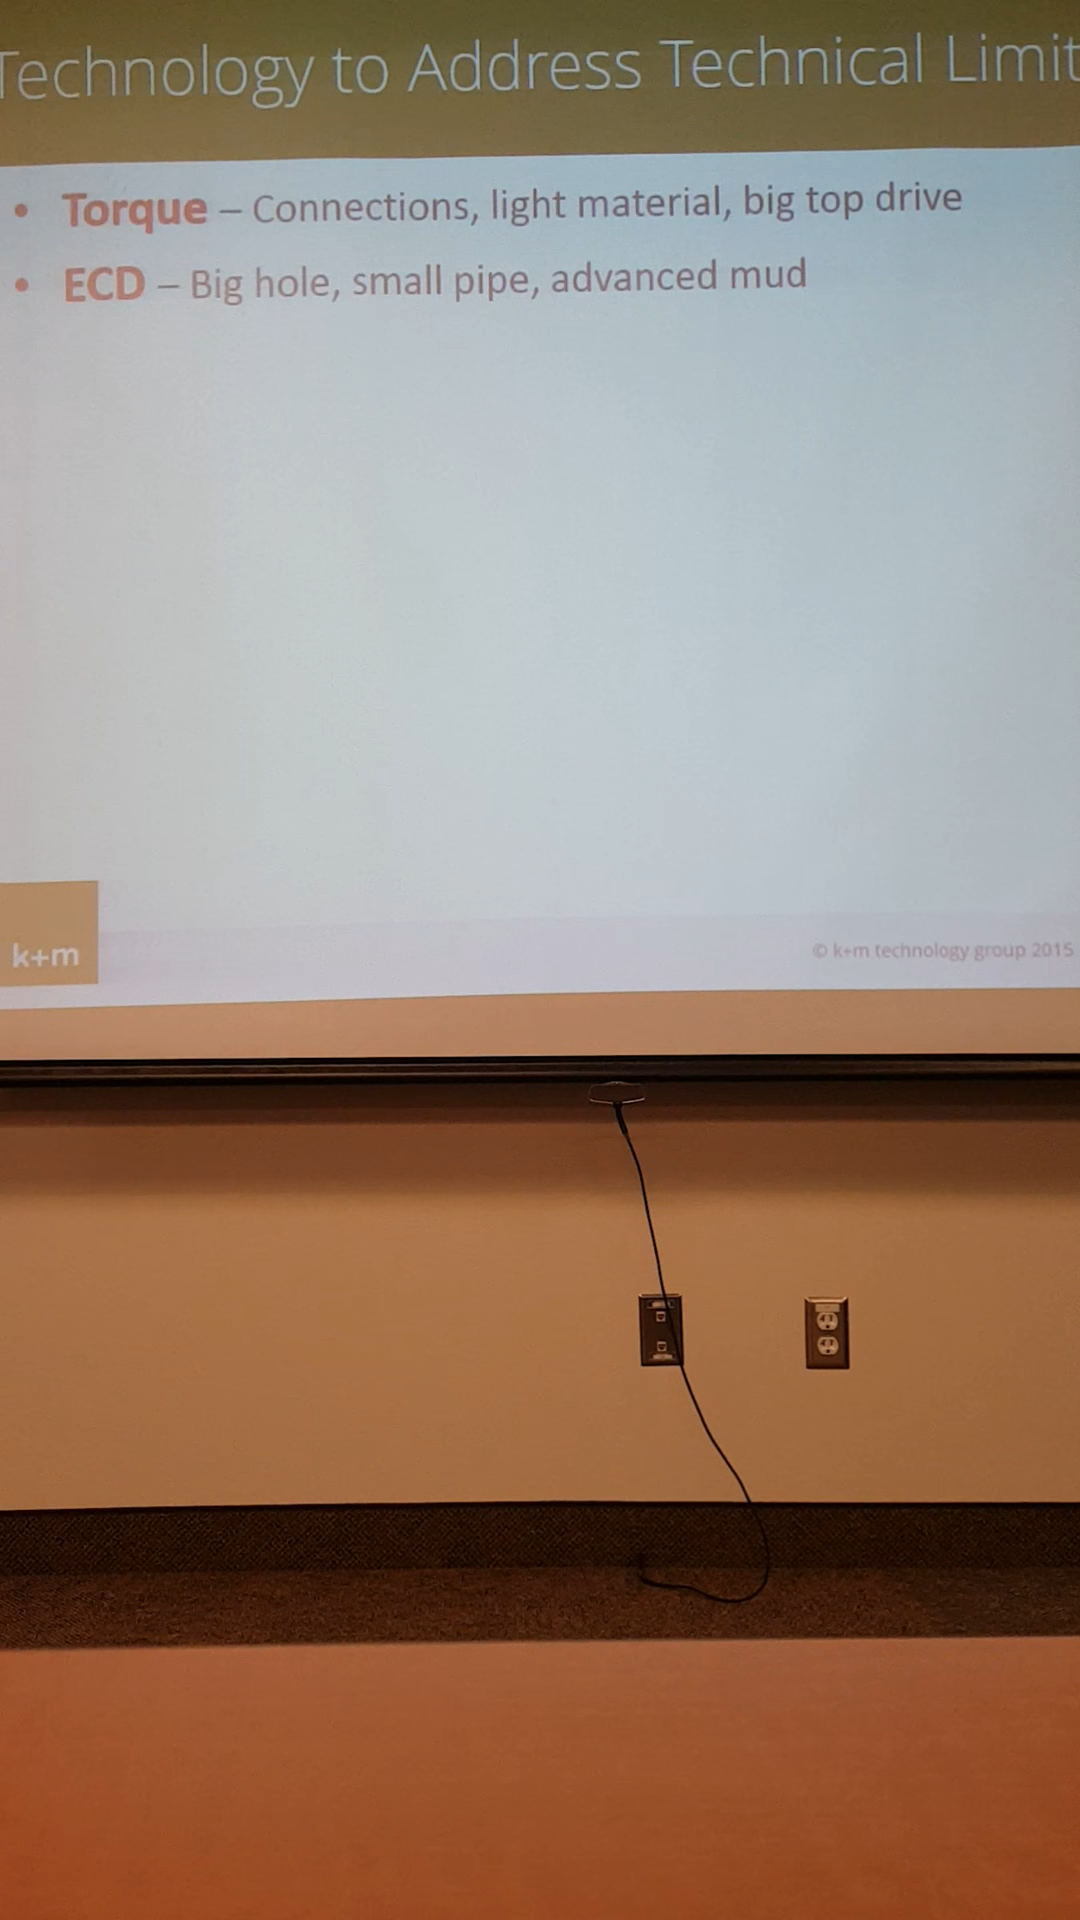 Technology to Address Technical Limit
• Torque – Connections, light material, big top drive
• ECD – Big hole, small pipe, advanced mud
k+m
© k+m technology group 2015